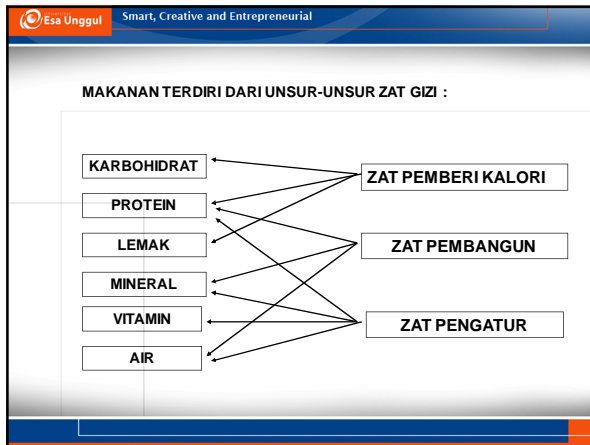 Esa Unggul
Smart, Creative and Entrepreneurial
MAKANAN TERDIRI DARI UNSUR-UNSUR ZAT GIZI :
KARBOHIDRAT
PROTEIN
LEMAK
MINERAL
VITAMIN
AIR
ZAT PEMBERI KALORI
ZAT PEMBANGUN
ZAT PENGATUR